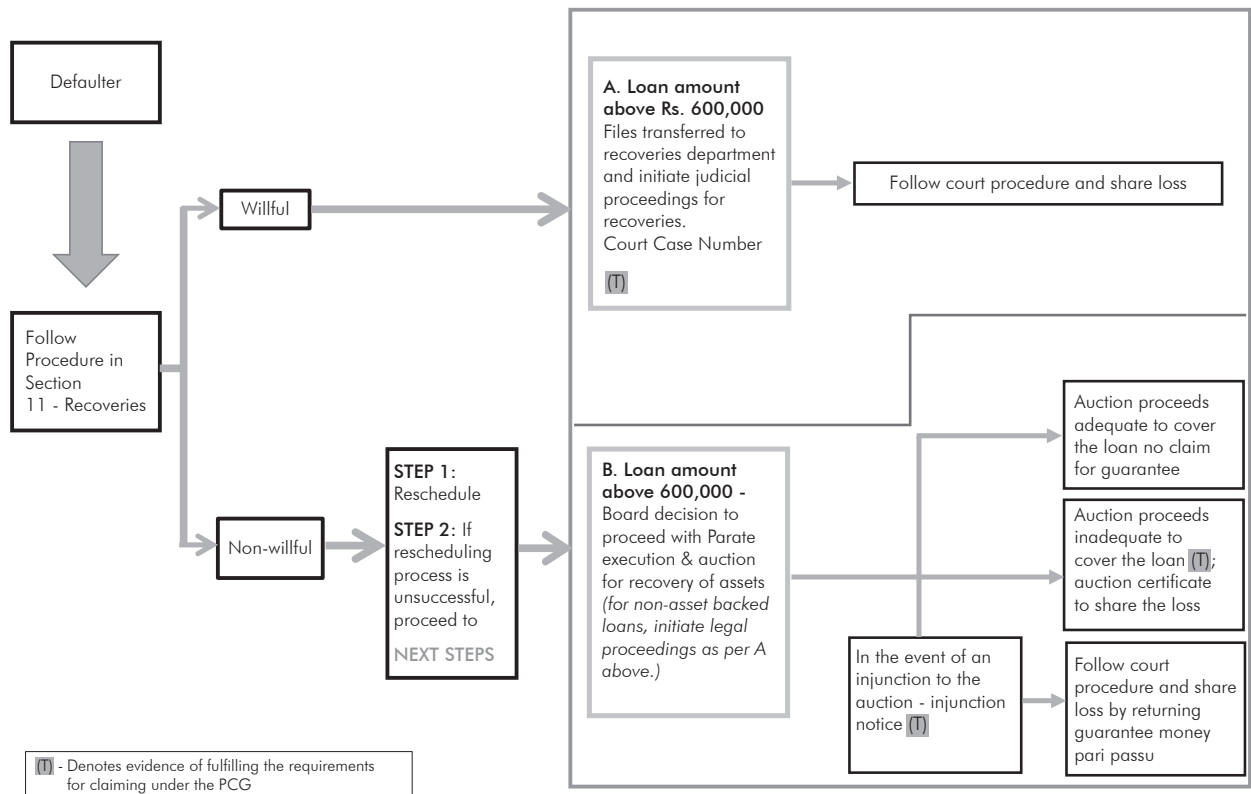 Defaulter
Follow
Procedure in
Section
11 - Recoveries
Willful
Non-willful
STEP 1:
Reschedule
STEP 2: If
rescheduling
process is
unsuccessful,
proceed to
NEXT STEPS
A. Loan amount
above Rs. 600,000
Files transferred to
recoveries department
and initiate judicial
proceedings for
recoveries.
Court Case Number
(T)
Follow court procedure and share loss
B. Loan amount
above 600,000 -
Board decision to
proceed with Parate
execution & auction
for recovery of assets
(for non-asset backed
loans, initiate legal
proceedings as per A
above.)
Auction proceeds
adequate to cover
the loan no claim
for guarantee
Auction proceeds
inadequate to
cover the loan (T);
auction certificate
to share the loss
In the event of an
injunction to the
auction - injunction
notice (T)
Follow court
procedure and share
loss by returning
guarantee money
pari passu
(T) - Denotes evidence of fulfilling the requirements
for claiming under the PCG